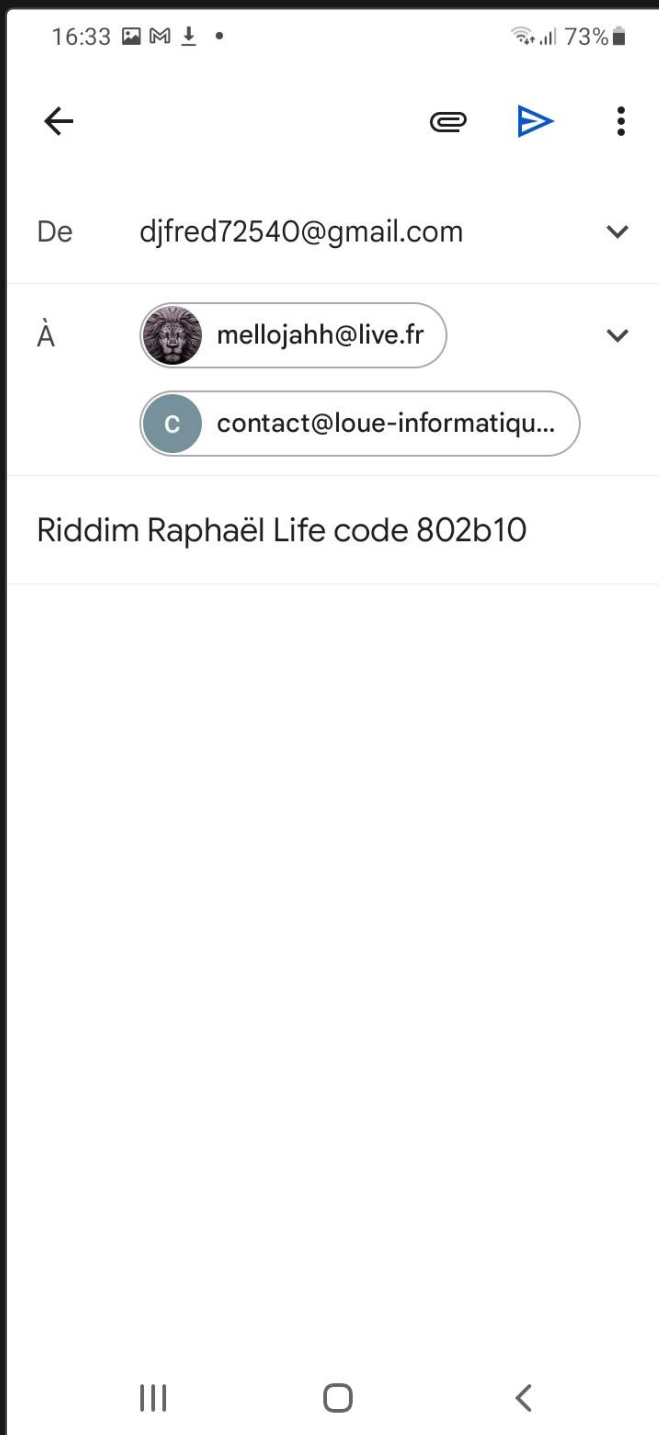 16:33 73%
De djfred72540@gmail.com
À mellojahh@live.fr
C contact@loue-informatiqu...
Riddim Raphaël Life code 802b10